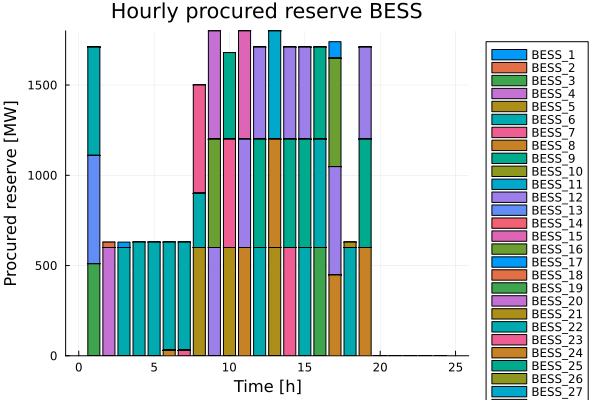 Hourly procured reserve BESS
Procured reserve [MW]
1500
1000
500
0
0 5 10 15 20 25
Time [h]
BESS_1
BESS_2
BESS_3
BESS_4
BESS_5
BESS_6
BESS_7
BESS_8
BESS_9
BESS_10
BESS_11
BESS_12
BESS_13
BESS_14
BESS_15
BESS_16
BESS_17
BESS_18
BESS_19
BESS_20
BESS_21
BESS_22
BESS_23
BESS_24
BESS_25
BESS_26
BESS_27